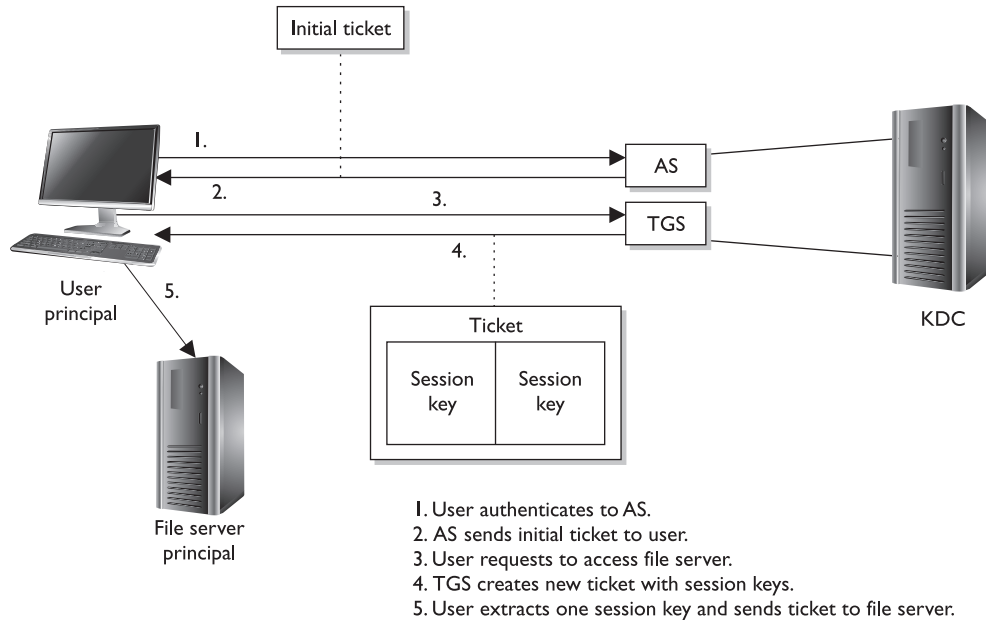 Initial ticket
1.
AS
2.
3.
TGS
4.
User
principal
5.
KDC
Ticket
Session
key
Session
key
File server
principal
1. User authenticates to AS.
2. AS sends initial ticket to user.
3. User requests to access file server.
4. TGS creates new ticket with session keys.
5. User extracts one session key and sends ticket to file server.